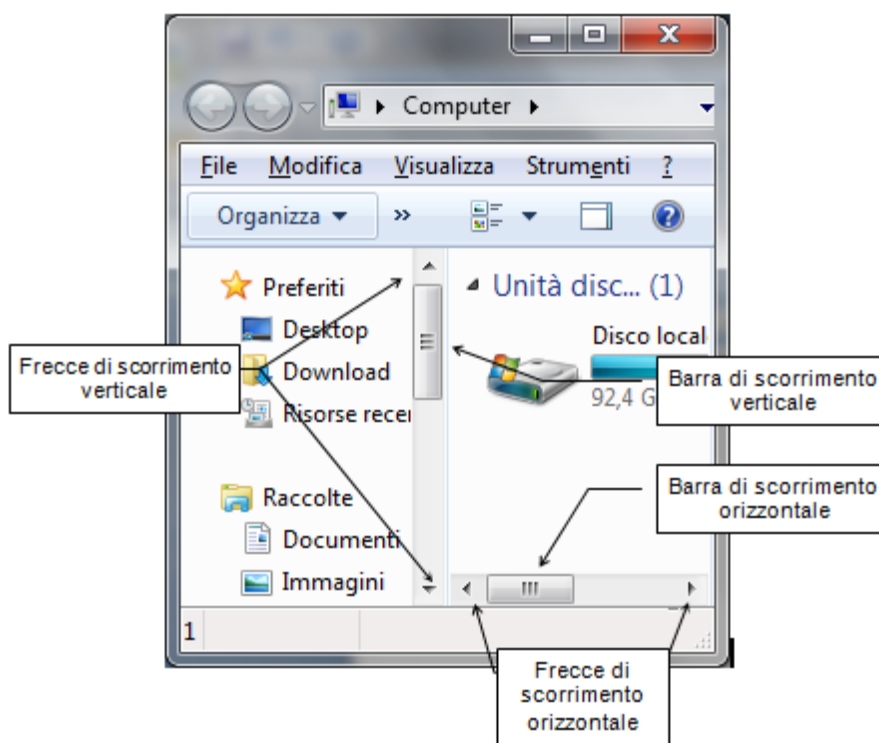 Computer
File Modifica Visualizza Strumenti ?
Organizza »
Preferiti
Desktop
Download
Risorse recen
Raccolte
Documenti
Immagini
Unità disc... (1)
Disco local
92,4 G
1
Frecce di scorrimento
verticale
Barra di scorrimento
verticale
Barra di scorrimento
orizzontale
Frecce di
scorrimento
orizzontale